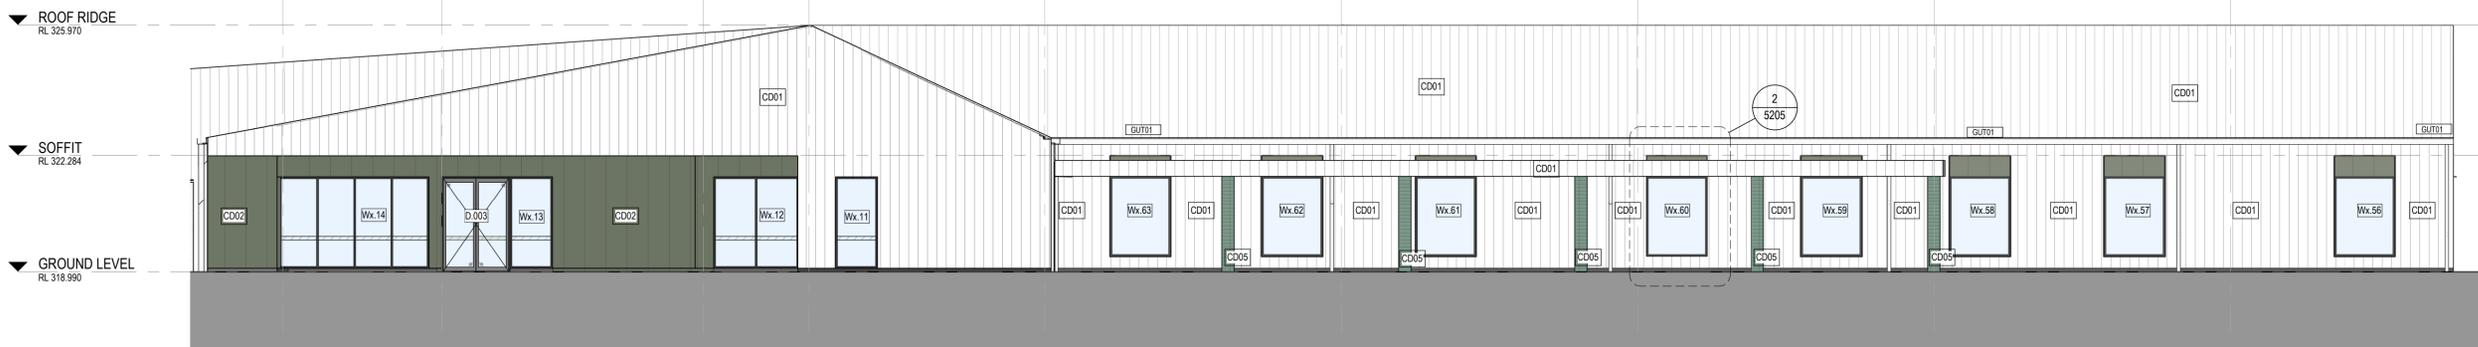 ROOF RIDGE
RL 325.970
CD01
CD01
CD01
2
5205
GUT01
GUT01
GUT01
SOFFIT
RL 322.284
CD01
CD02
Wx.14
D.003
Wx.13
CD02
Wx.12
Wx.11
CD01
Wx.63
CD01
Wx.62
CD01
Wx.61
CD01
CD01
Wx.60
CD01
Wx.59
CD01
Wx.58
CD01
Wx.57
CD01
Wx.56
CD01
CD05
CD05
CD05
CD05
CD05
GROUND LEVEL
RL 318.990